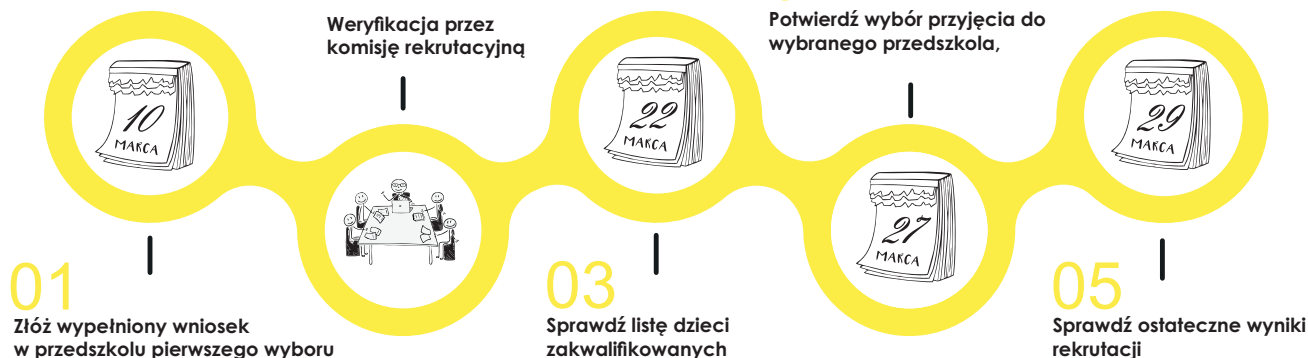 10
MARCA
01
Złóż wypełniony wniosek
w przedszkolu pierwszego wyboru
Weryfikacja przez
komisję rekrutacyjną
22
MARCA
03
Sprawdź listę dzieci
zakwalifikowanych
Potwierdź wybór przyjęcia do
wybranego przedszkola,
27
MARCA
29
MARCA
05
Sprawdź ostateczne wyniki
rekrutacji